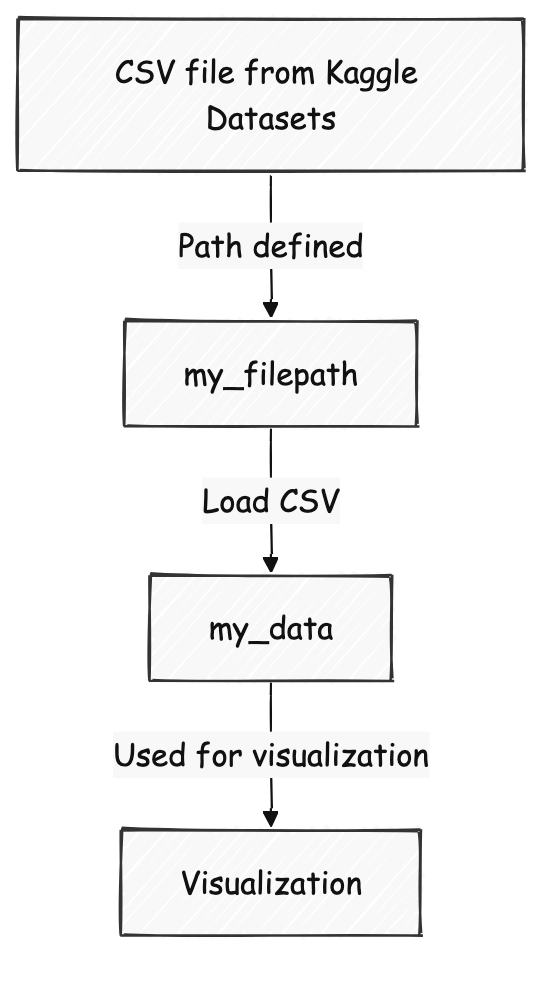 CSV file from Kaggle
Datasets
Path defined
my_filepath
Load CSV
my_data
Used for visualization
Visualization